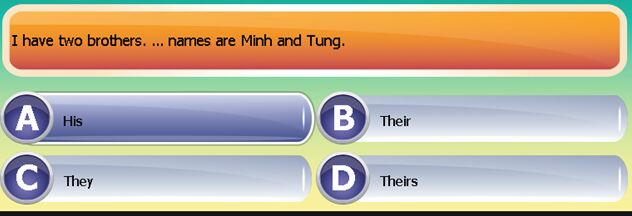 I have two brothers. ... names are Minh and Tung.
A His
B Their
C They
D Theirs